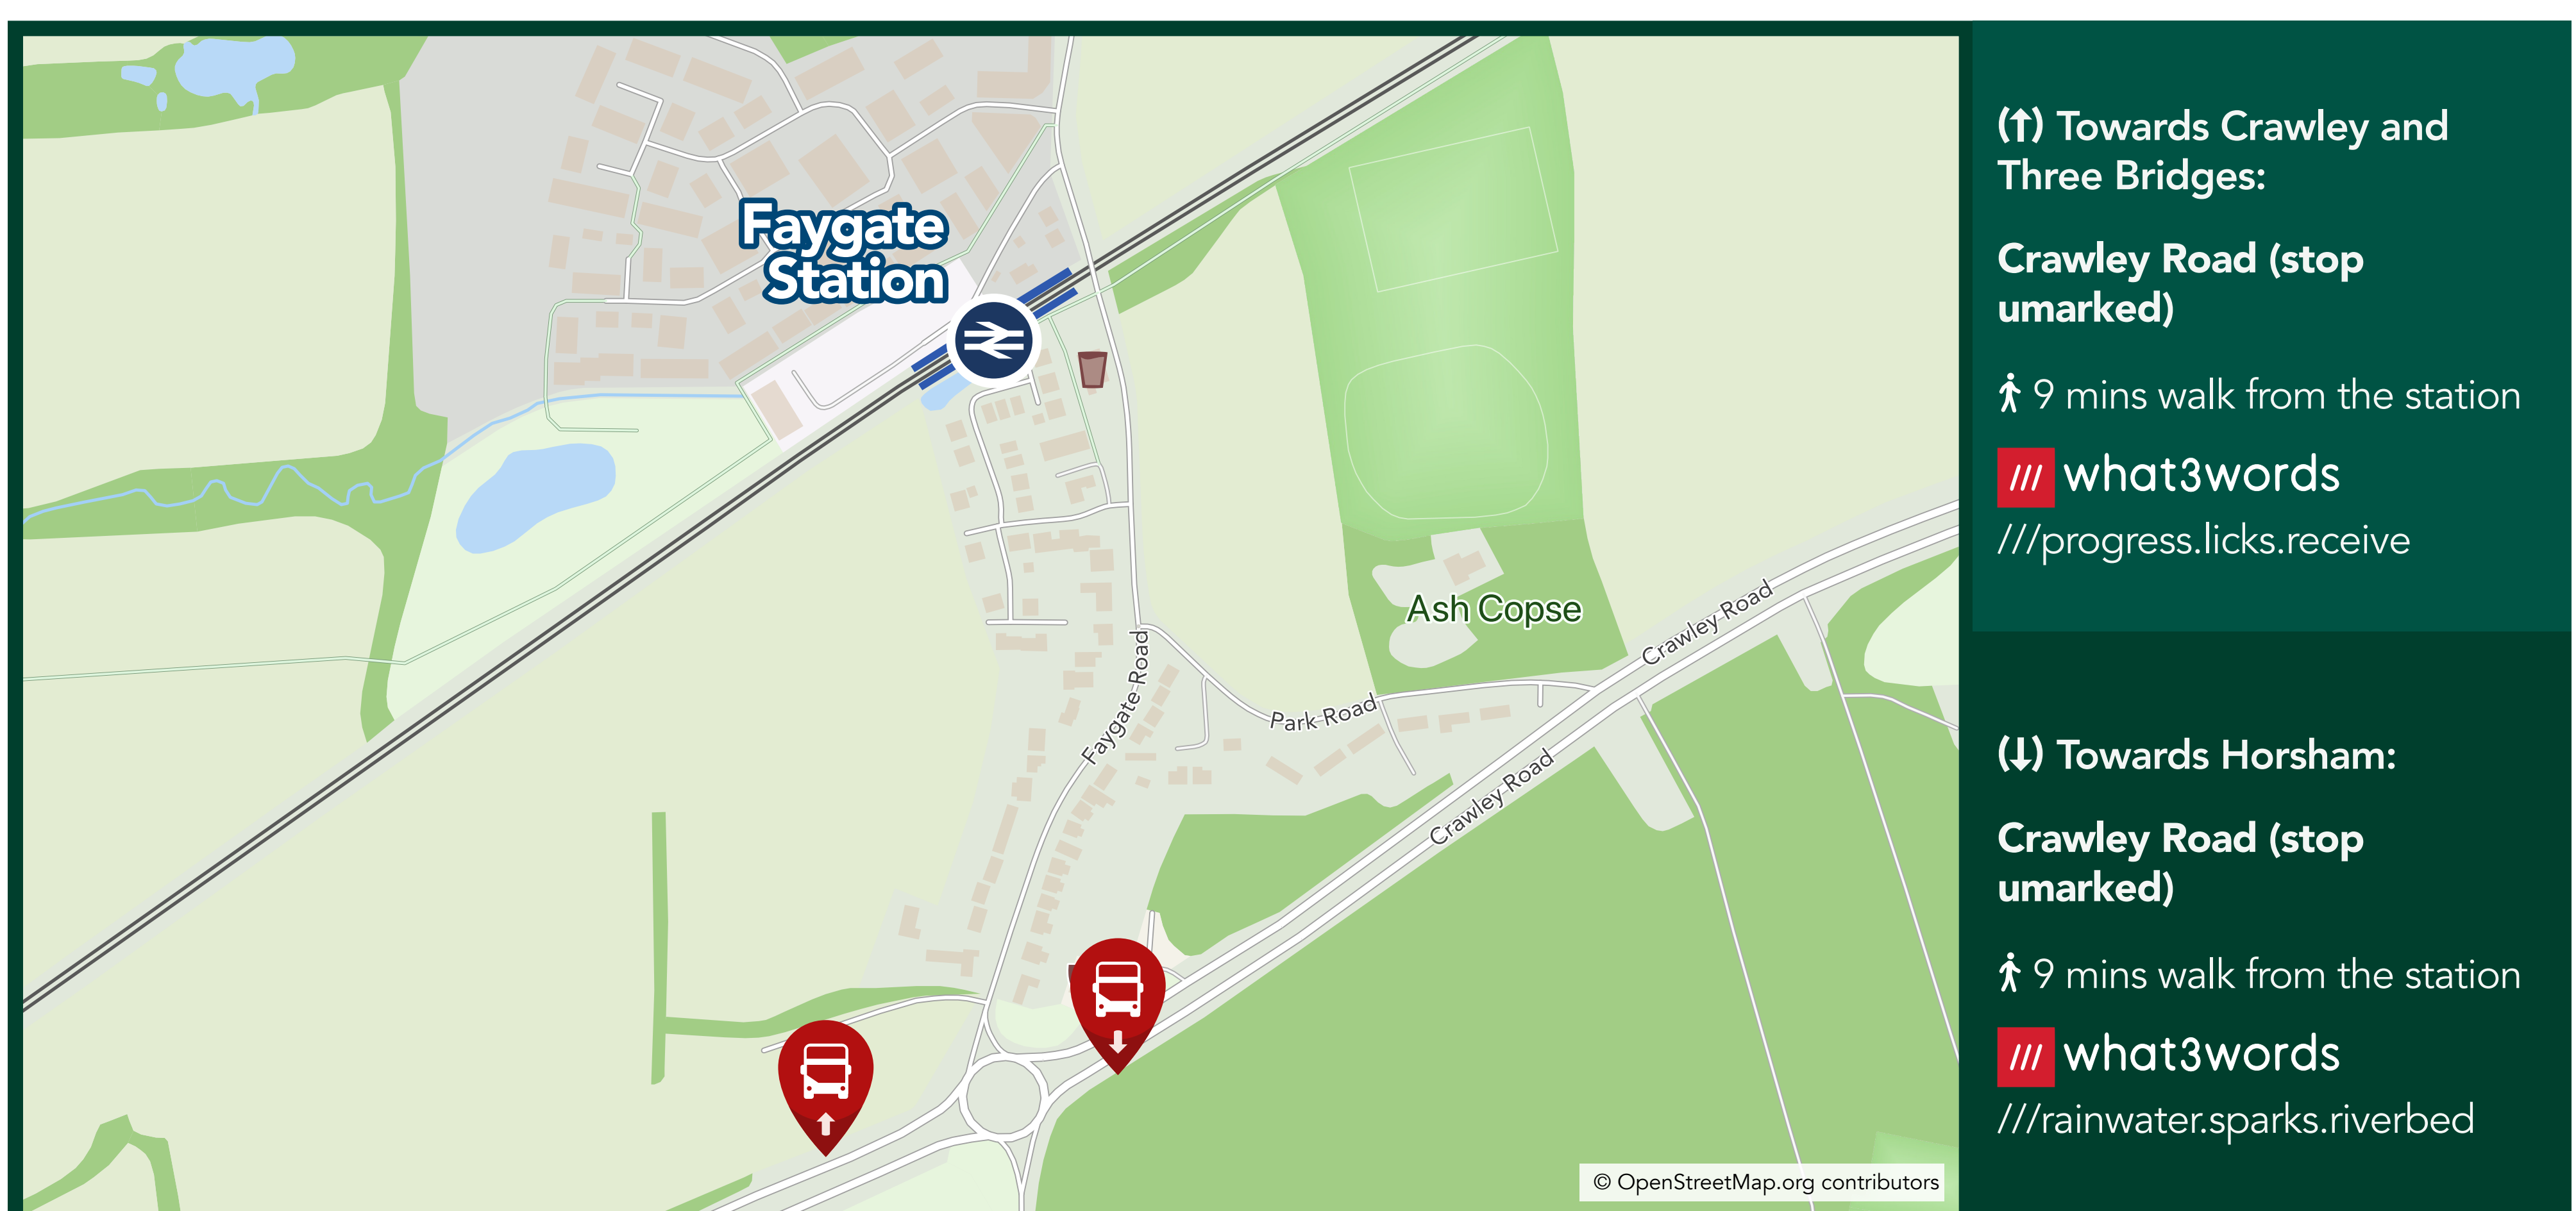 Faygate
Station
Ash Copse
Crawley Road
Faygate Road
Park Road
Crawley Road
© OpenStreetMap.org contributors
(↑) Towards Crawley and
Three Bridges:
Crawley Road (stop
umarked)
9 mins walk from the station
/// what3words
///progress.licks.receive
(↓) Towards Horsham:
Crawley Road (stop
umarked)
9 mins walk from the station
/// what3words
///rainwater.sparks.riverbed